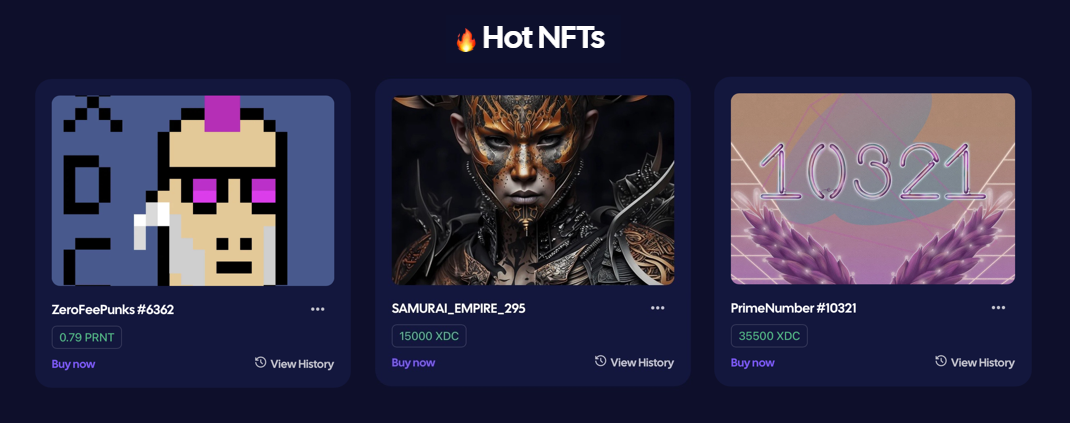 🔥 Hot NFTs
10321
ZeroFeePunks #6362
SAMURAI_EMPIRE_295
PrimeNumber #10321
0.79 PRNT
15000 XDC
35500 XDC
Buy now
View History
Buy now
View History
Buy now
View History